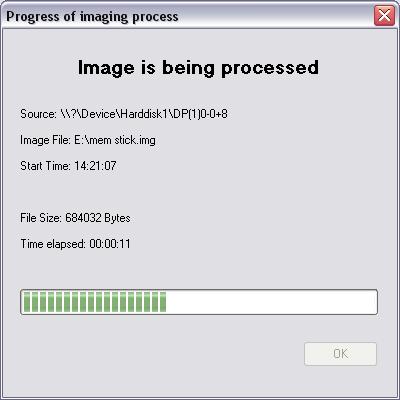 Progress of imaging process
Image is being processed
Source: \\?\Device\Harddisk1\DP(1)0-0+8
Image File: E:\mem stick.img
Start Time: 14:21:07
File Size: 684032 Bytes
Time elapsed: 00:00:11
OK